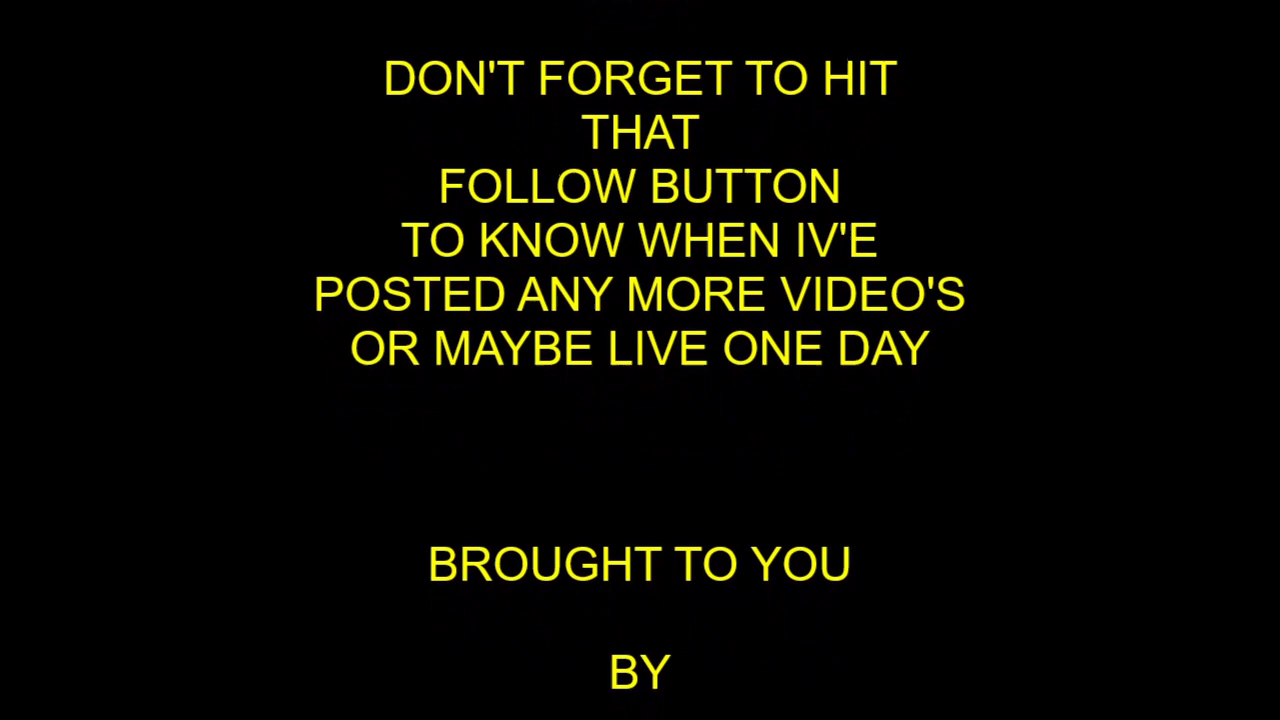 DON'T FORGET TO HIT
THAT
FOLLOW BUTTON
TO KNOW WHEN IV'E
POSTED ANY MORE VIDEO'S
OR MAYBE LIVE ONE DAY
BROUGHT TO YOU
BY